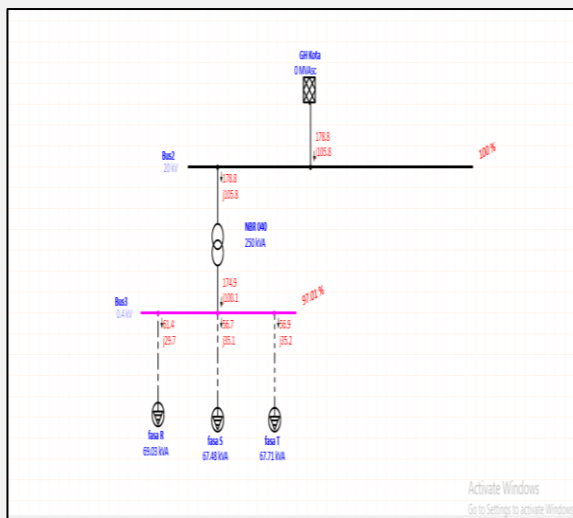 GH Kota
0 MVAsc
178.8
j105.8
Bus2
100 %
20 kV
178.8
j105.8
NBR 040
250 kVA
174.9
j100.1
Bus3
97.01 %
0.4 kV
61.4
j29.7
56.7
j35.1
56.9
j35.2
fasa R
69.03 kVA
fasa S
67.48 kVA
fasa T
67.71 kVA
Activate Windows
Go to Settings to activate Windows